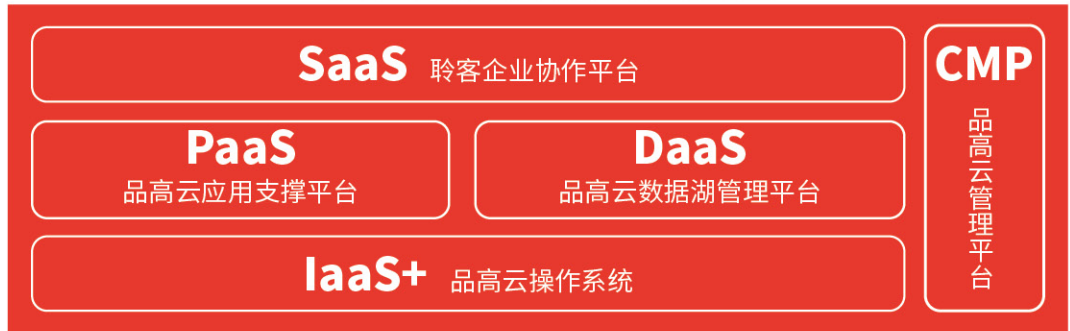 SaaS 聆客企业协作平台
PaaS
品高云应用支撑平台
DaaS
品高云数据湖管理平台
IaaS+ 品高云操作系统
CMP
品高云管理平台